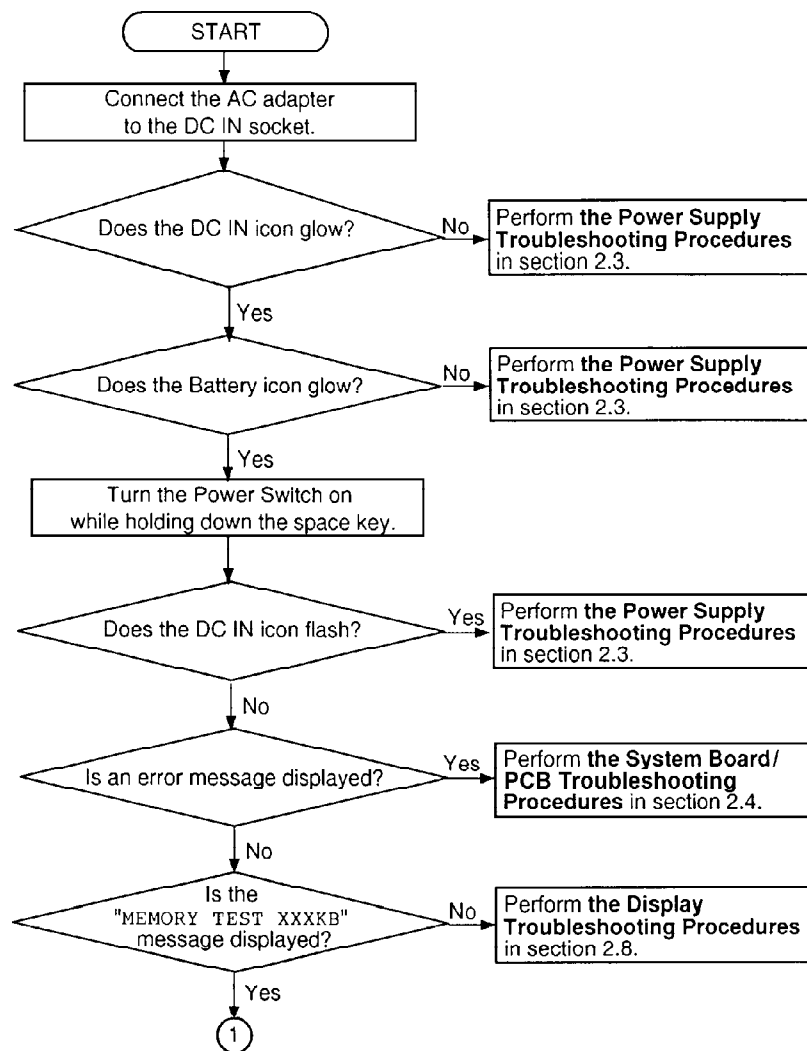 START
Connect the AC adapter
to the DC IN socket.
Does the DC IN icon glow?
No
Perform the Power Supply
Troubleshooting Procedures
in section 2.3.
Yes
Does the Battery icon glow?
No
Perform the Power Supply
Troubleshooting Procedures
in section 2.3.
Yes
Turn the Power Switch on
while holding down the space key.
Does the DC IN icon flash?
Yes
Perform the Power Supply
Troubleshooting Procedures
in section 2.3.
No
Is an error message displayed?
Yes
Perform the System Board/
PCB Troubleshooting
Procedures in section 2.4.
No
Is the
"MEMORY TEST XXXKB"
message displayed?
No
Perform the Display
Troubleshooting Procedures
in section 2.8.
Yes
1